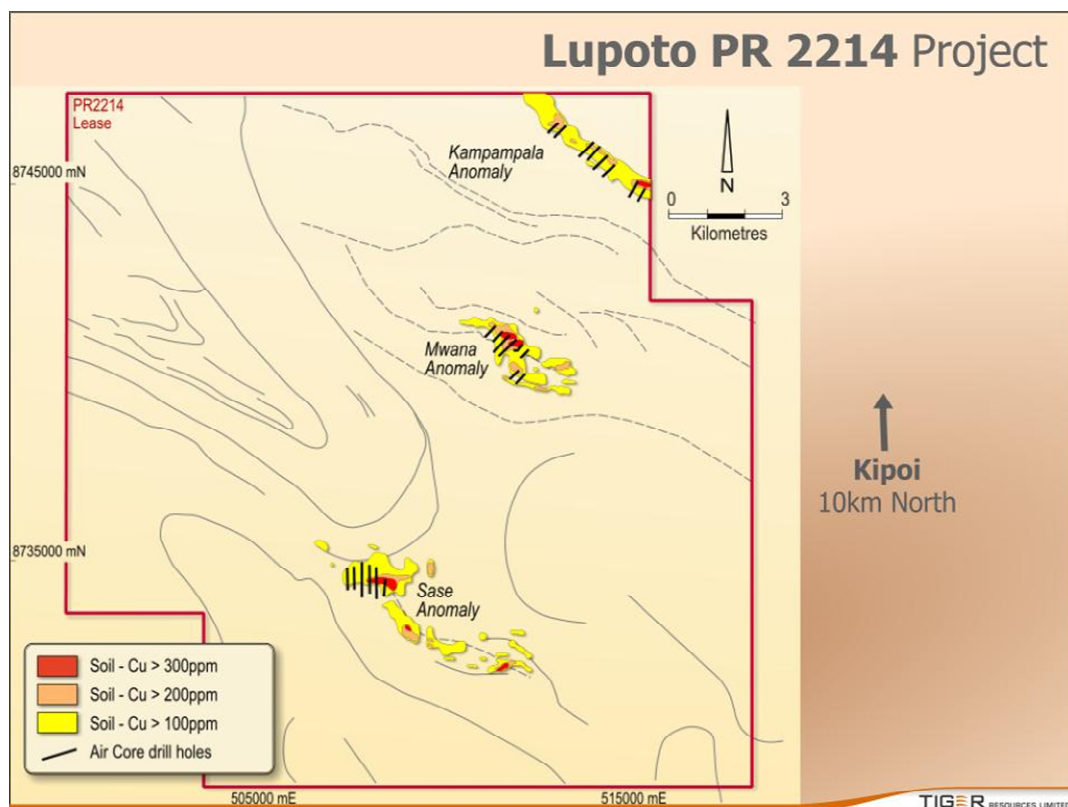 Lupoto PR 2214 Project
PR2214
Lease
8745000 mN
Kampampala
Anomaly
N
0 3
Kilometres
Mwana
Anomaly
Kipoi
10km North
8735000 mN
Sase
Anomaly
Soil - Cu > 300ppm
Soil - Cu > 200ppm
Soil - Cu > 100ppm
Air Core drill holes
505000 mE
515000 mE
TIGER RESOURCES LIMITED